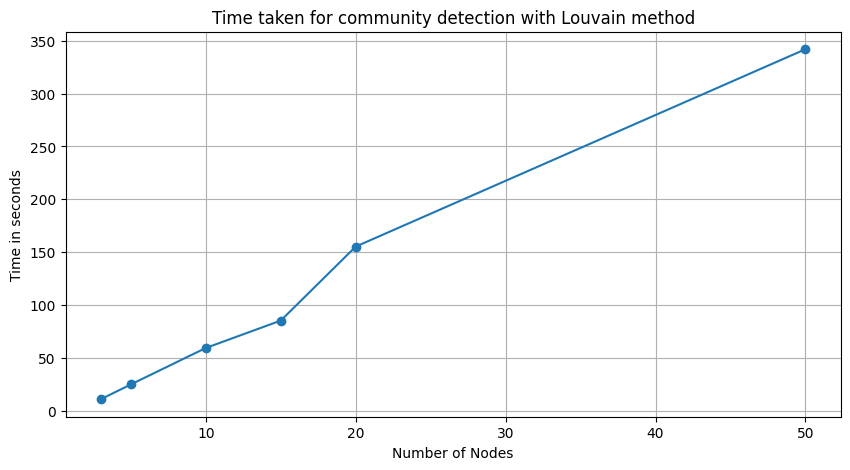 Time taken for community detection with Louvain method
350
300
250
200
150
100
50
0
Time in seconds
10 20 30 40 50
Number of Nodes